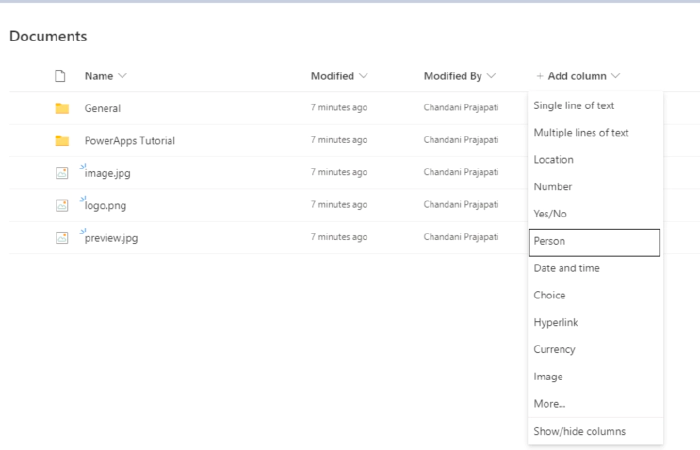 Documents
Name Modified Modified By + Add column
General 7 minutes ago Chandani Prajapati
PowerApps Tutorial 7 minutes ago Chandani Prajapati
image.jpg 7 minutes ago Chandani Prajapati
logo.png 7 minutes ago Chandani Prajapati
preview.jpg 7 minutes ago Chandani Prajapati
Single line of text
Multiple lines of text
Location
Number
Yes/No
Person
Date and time
Choice
Hyperlink
Currency
Image
More...
Show/hide columns